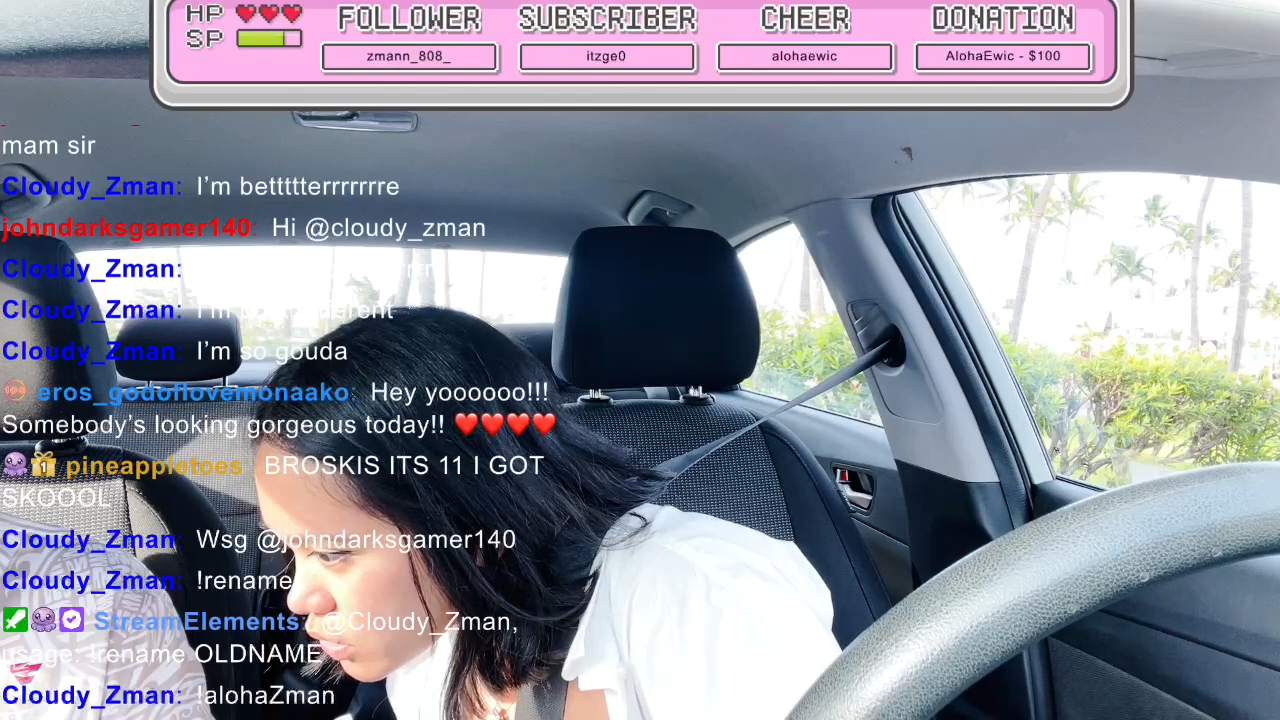 HP
SP
FOLLOWER
zmann_808_
SUBSCRIBER
itzge0
CHEER
alohaewic
DONATION
AlohaEwic - $100
mam sir
Cloudy_Zman: I'm bettttterrrrrrre
johndarksgamer140: Hi @cloudy_zman
Cloudy_Zman:
Cloudy_Zman: I'm
Cloudy_Zman: I'm so gouda
eros_godoflovemonaako: Hey yoooooo!!!
Somebody's looking gorgeous today!! ❤❤❤❤
pineappletoes: BROSKIS ITS 11 I GOT
SKOOOL
Cloudy_Zman: Wsg @johndarksgamer140
Cloudy_Zman: !rename
StreamElements: @Cloudy_Zman,
usage: !rename OLDNAME
Cloudy_Zman: !alohaZman